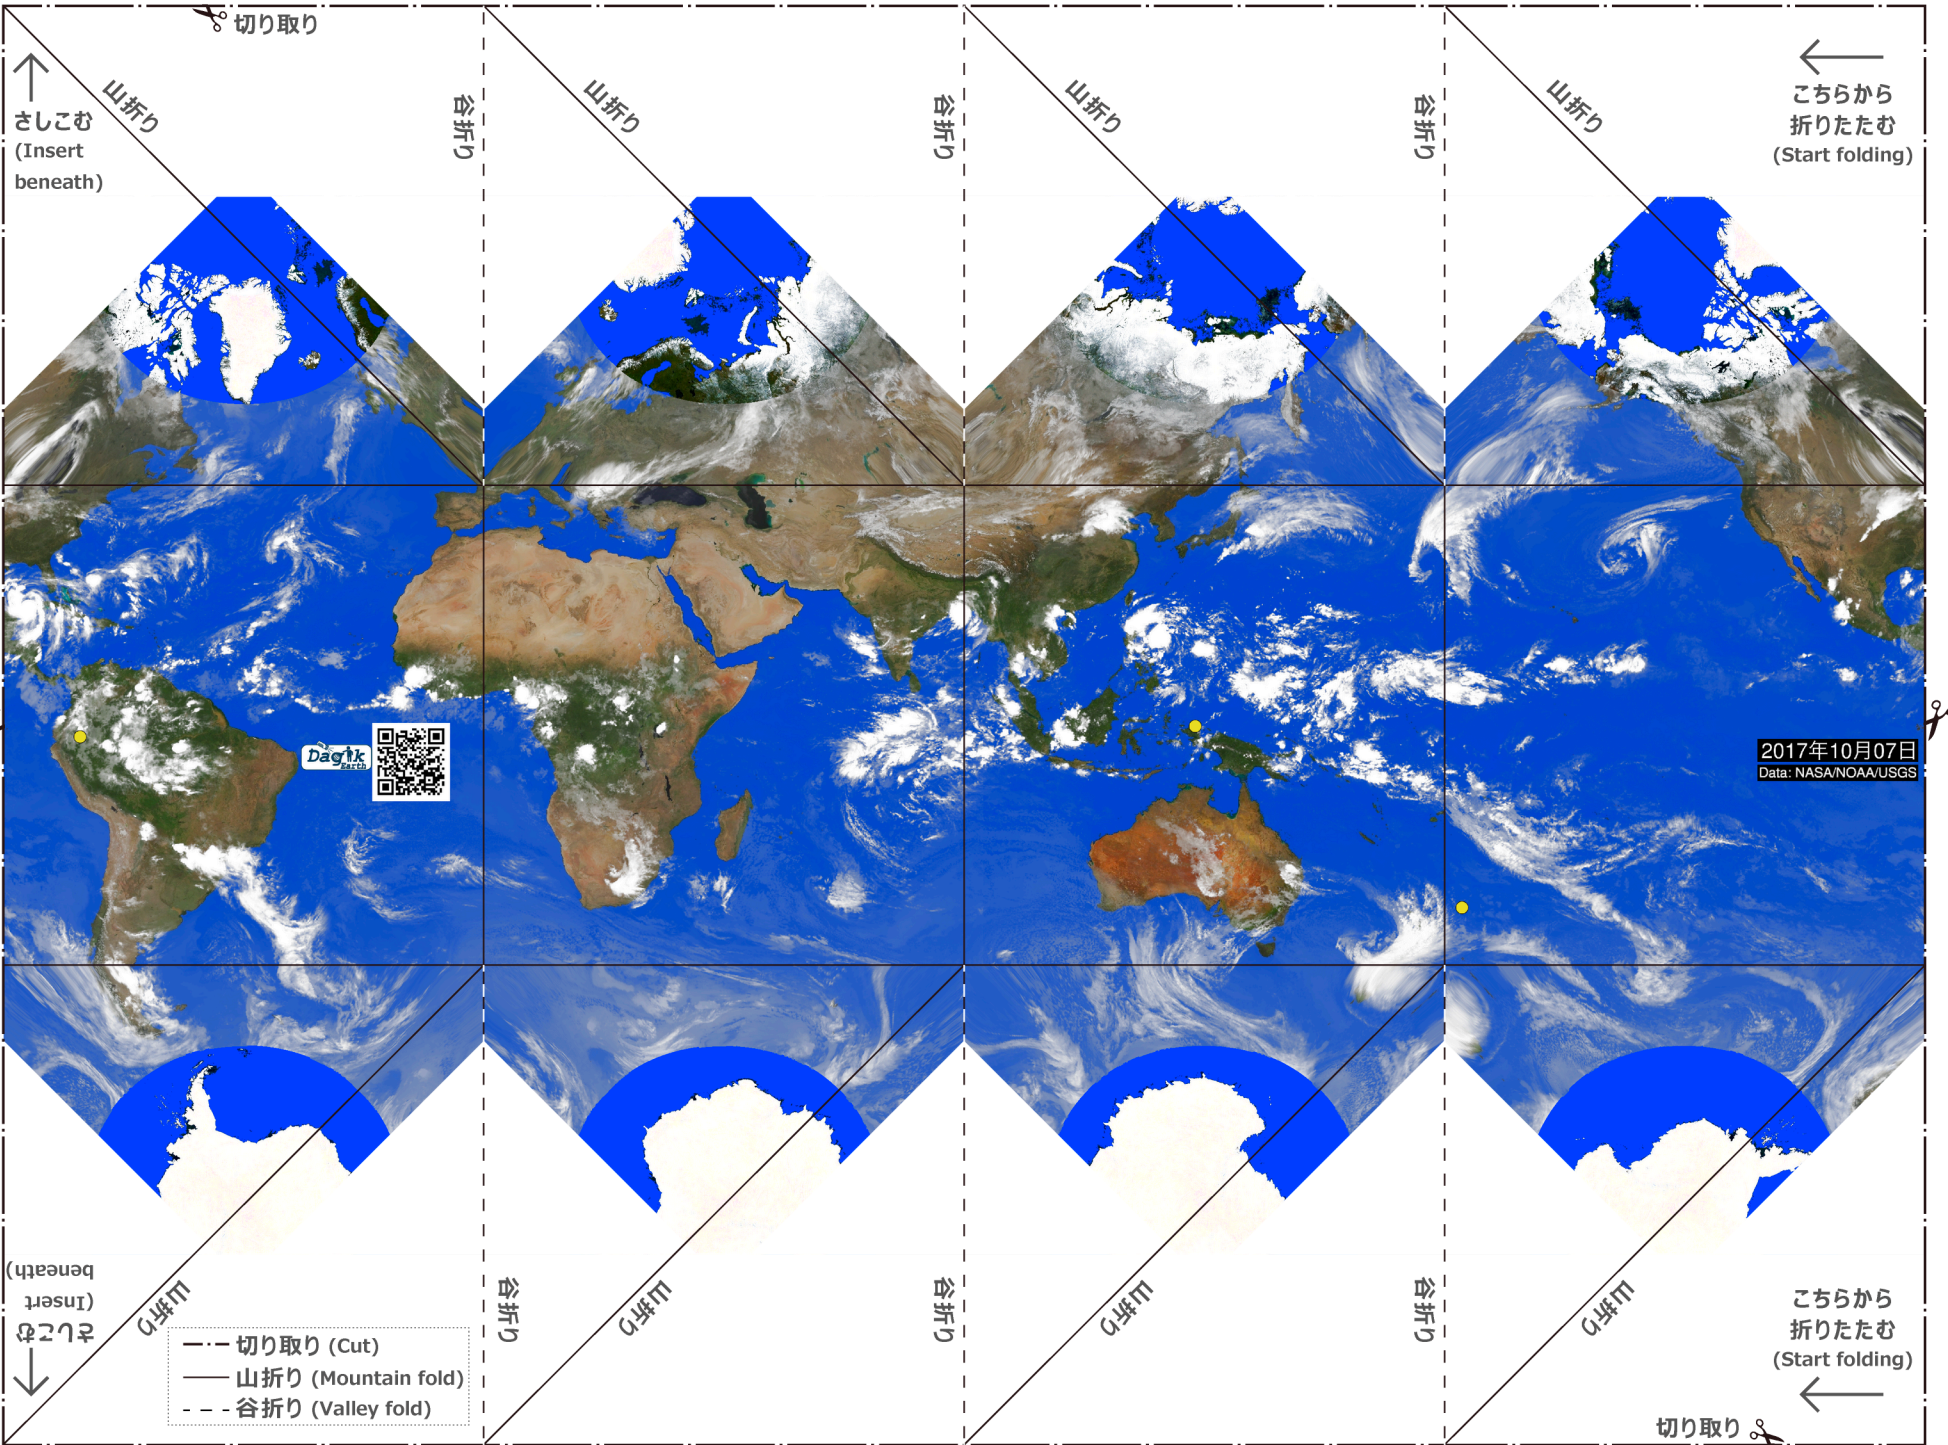 切り取り
山折り
谷折り
山折り
谷折り
山折り
谷折り
山折り
さしこむ
(Insert
beneath)
こちらから
折りたたむ
(Start folding)
Dagik
Earth
2017年10月07日
Data: NASA/NOAA/USGS
さしこむ
(Insert
beneath)
山折り
谷折り
山折り
谷折り
山折り
谷折り
山折り
こちらから
折りたたむ
(Start folding)
切り取り (Cut)
山折り (Mountain fold)
谷折り (Valley fold)
切り取り